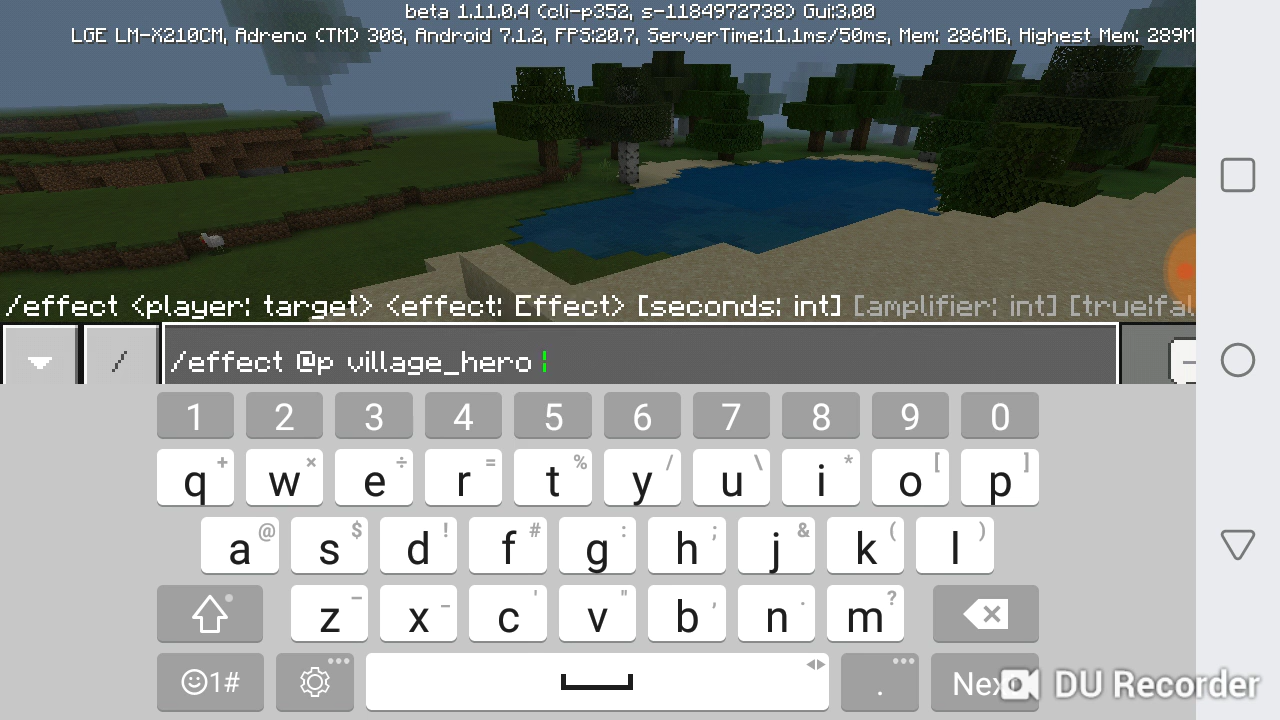 beta 1.11.0.4 (cli-p352, s-1184972738) Gui:3.00
LGE LM-X210CM, Adreno (TM) 308, Android 7.1.2, FPS:20.7, ServerTime:11.1ms/50ms, Mem: 286MB, Highest Mem: 289M
/effect <player: target> <effect: Effect> [seconds: int] [amplifier: int] [true!fal
/ /effect @p village_hero
1 2 3 4 5 6 7 8 9 0
q + w × e ÷ r = t % y / u \ i * o [ p ]
a @ s $ d ! f # g : h ; j & k ( l )
z – x _ c ' v " b , n . m ?
1# . Nex DU Recorder